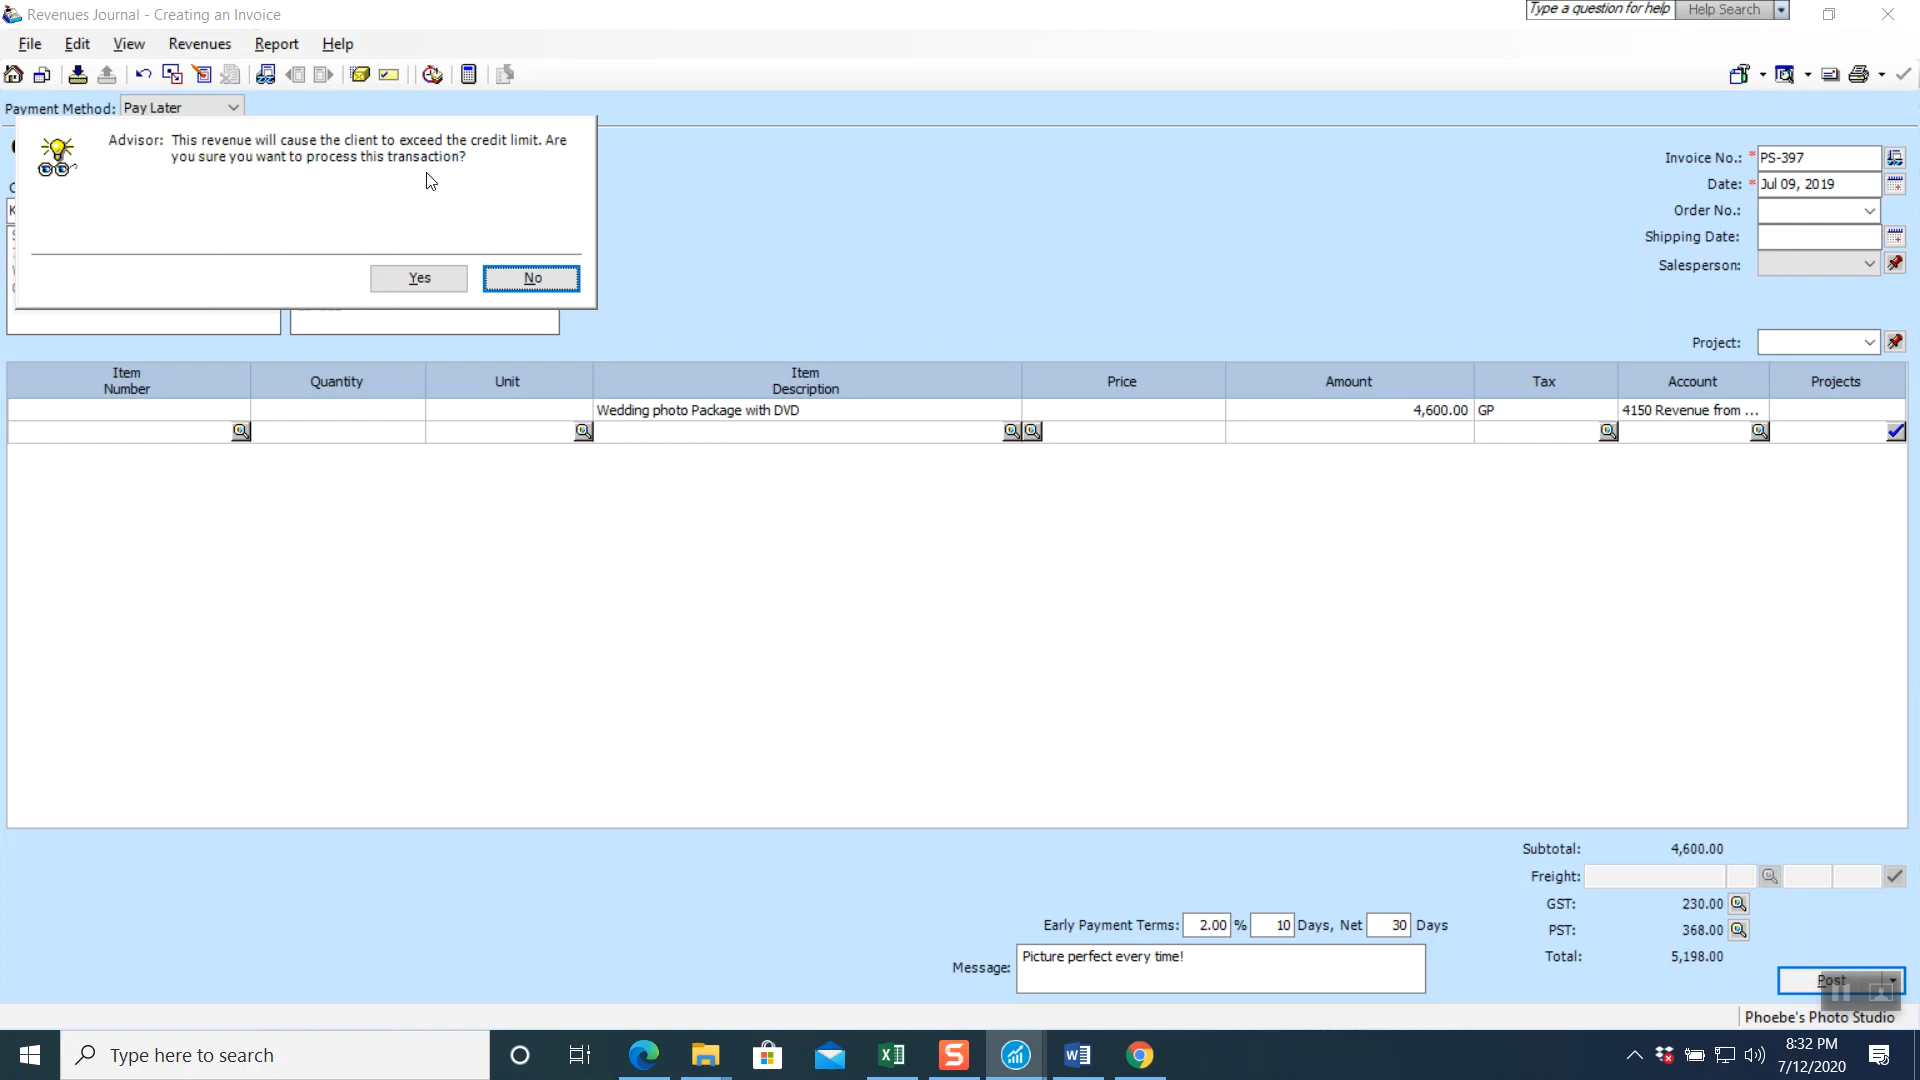 Revenues Journal - Creating an Invoice
Type a question for help
Help Search
File Edit View Revenues Report Help
Payment Method: Pay Later
Advisor: This revenue will cause the client to exceed the credit limit. Are
you sure you want to process this transaction?
Yes No
Invoice No.: * PS-397
Date: * Jul 09, 2019
Order No.:
Shipping Date:
Salesperson:
Project:
Item Number Quantity Unit Item Description Price Amount Tax Account Projects
Wedding photo Package with DVD 4,600.00 GP 4150 Revenue from ...
Subtotal: 4,600.00
Freight:
GST: 230.00
Early Payment Terms: 2.00 % 10 Days, Net 30 Days
PST: 368.00
Total: 5,198.00
Message: Picture perfect every time!
Post
Phoebe's Photo Studio
Type here to search
8:32 PM
7/12/2020